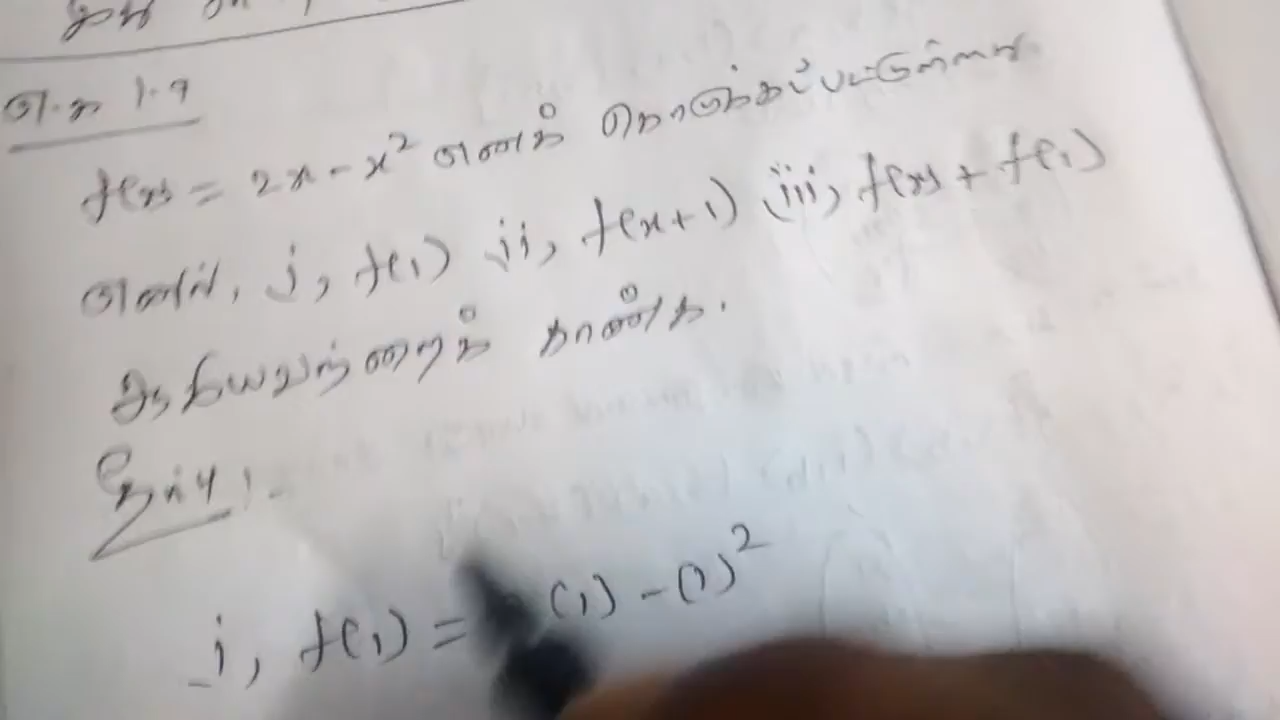 எ.கா 1.9
f(x) = 2x - x² எனக் கொடுக்கப்பட்டுள்ளது
எனில், i, f(1) ii, f(x+1) iii, f(x) + f(1)
ஆகியவற்றைக் காண்க.
தீர்வு :-
i, f(1) = (1) - (1)²